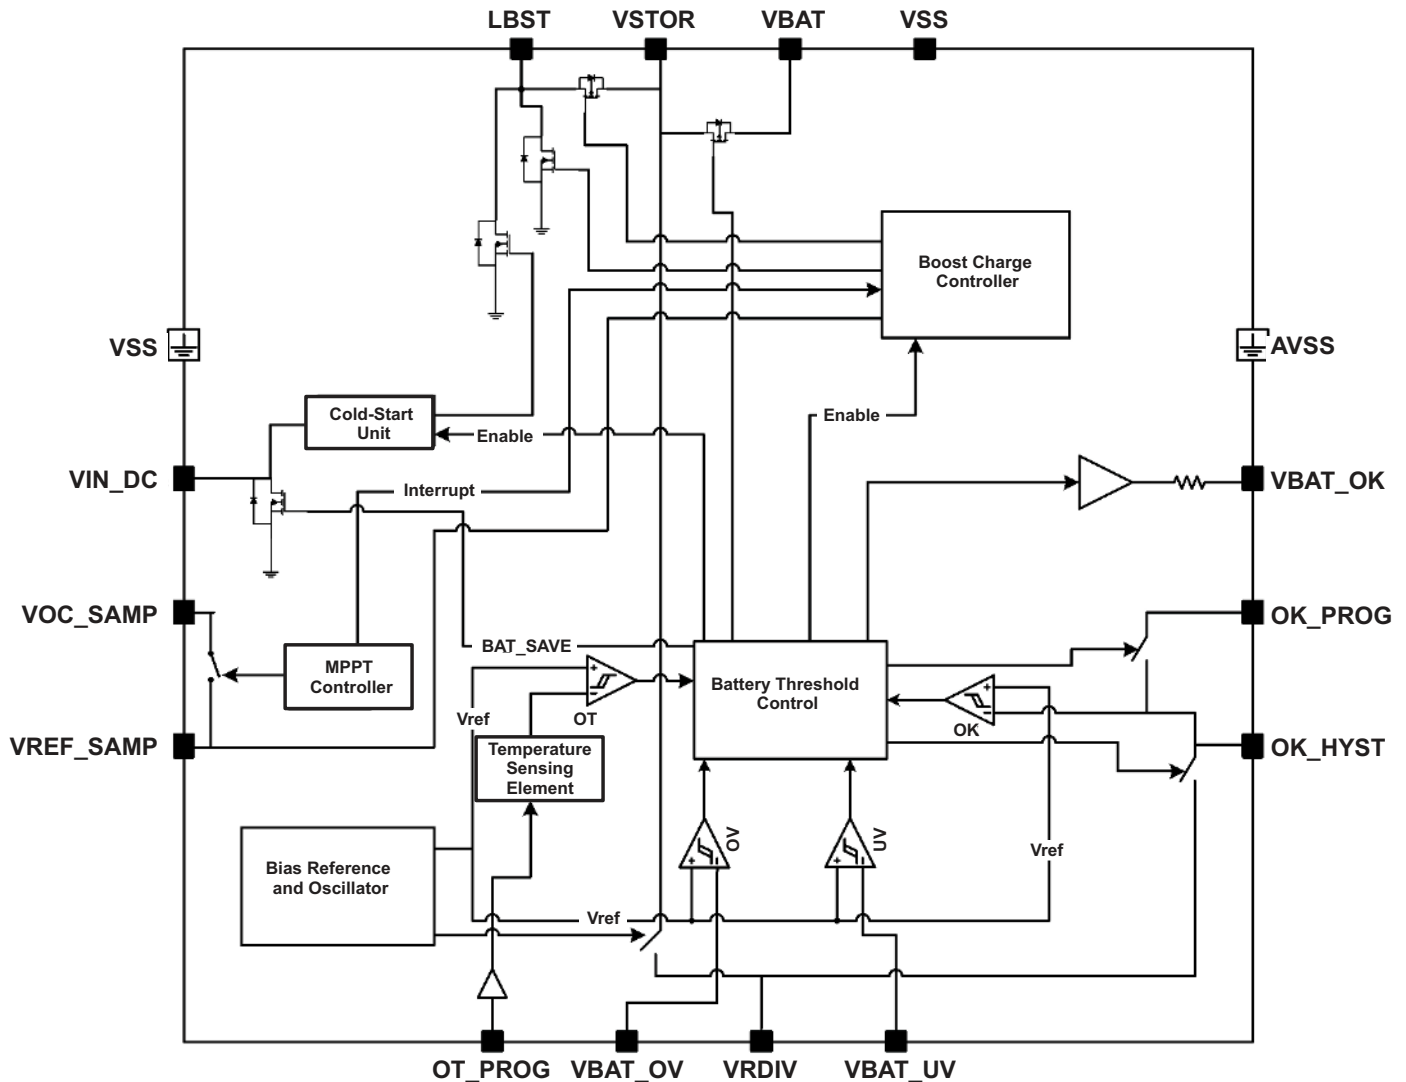 LBST VSTOR VBAT VSS
Boost Charge
Controller
VSS
AVSS
Cold-Start
Unit
Enable
Enable
VIN_DC
Interrupt
VBAT_OK
VOC_SAMP
OK_PROG
BAT_SAVE
MPPT
Controller
+
−
OT
Battery Threshold
Control
+
−
OK
Vref
VREF_SAMP
Temperature
Sensing
Element
OK_HYST
OV
+
−
UV
+
−
Vref
Bias Reference
and Oscillator
Vref
OT_PROG VBAT_OV VRDIV VBAT_UV